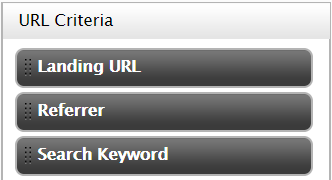 URL Criteria
Landing URL
Referrer
Search Keyword